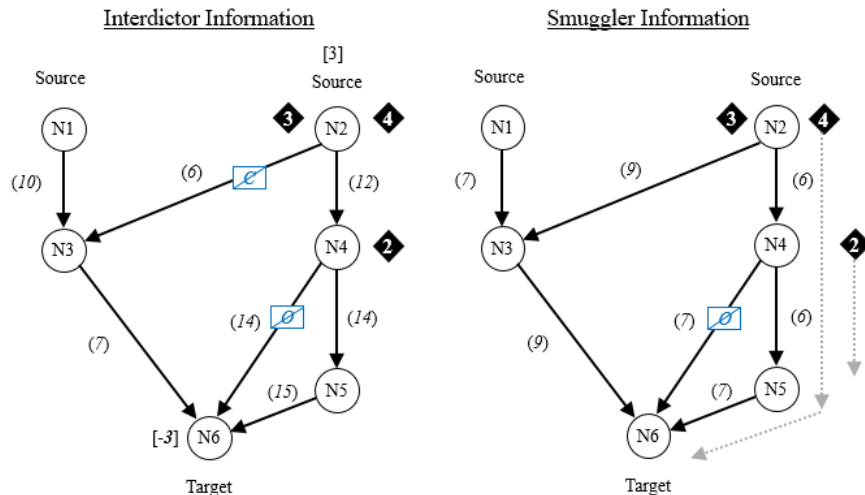 Interdictor Information
Smuggler Information
[3]
Source
Source
Source
Source
N1
3
N2
4
N1
3
N2
4
(10)
(6)
C
(12)
(7)
(9)
(6)
N3
N4
2
N3
N4
2
(7)
(14)
O
(14)
(9)
(7)
O
(6)
N5
N5
(15)
(7)
[-3]
N6
N6
Target
Target